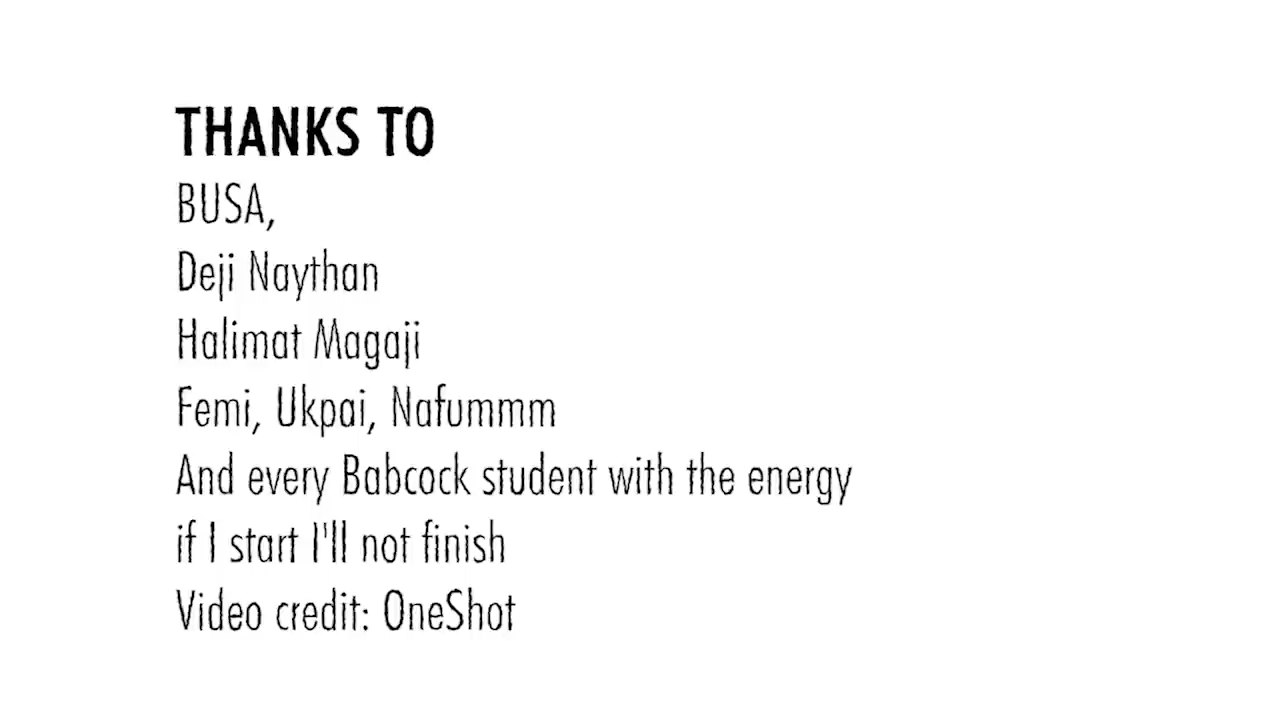 THANKS TO
BUSA,
Deji Naythan
Halimat Magaji
Femi, Ukpai, Nafummm
And every Babcock student with the energy
if I start I'll not finish
Video credit: OneShot